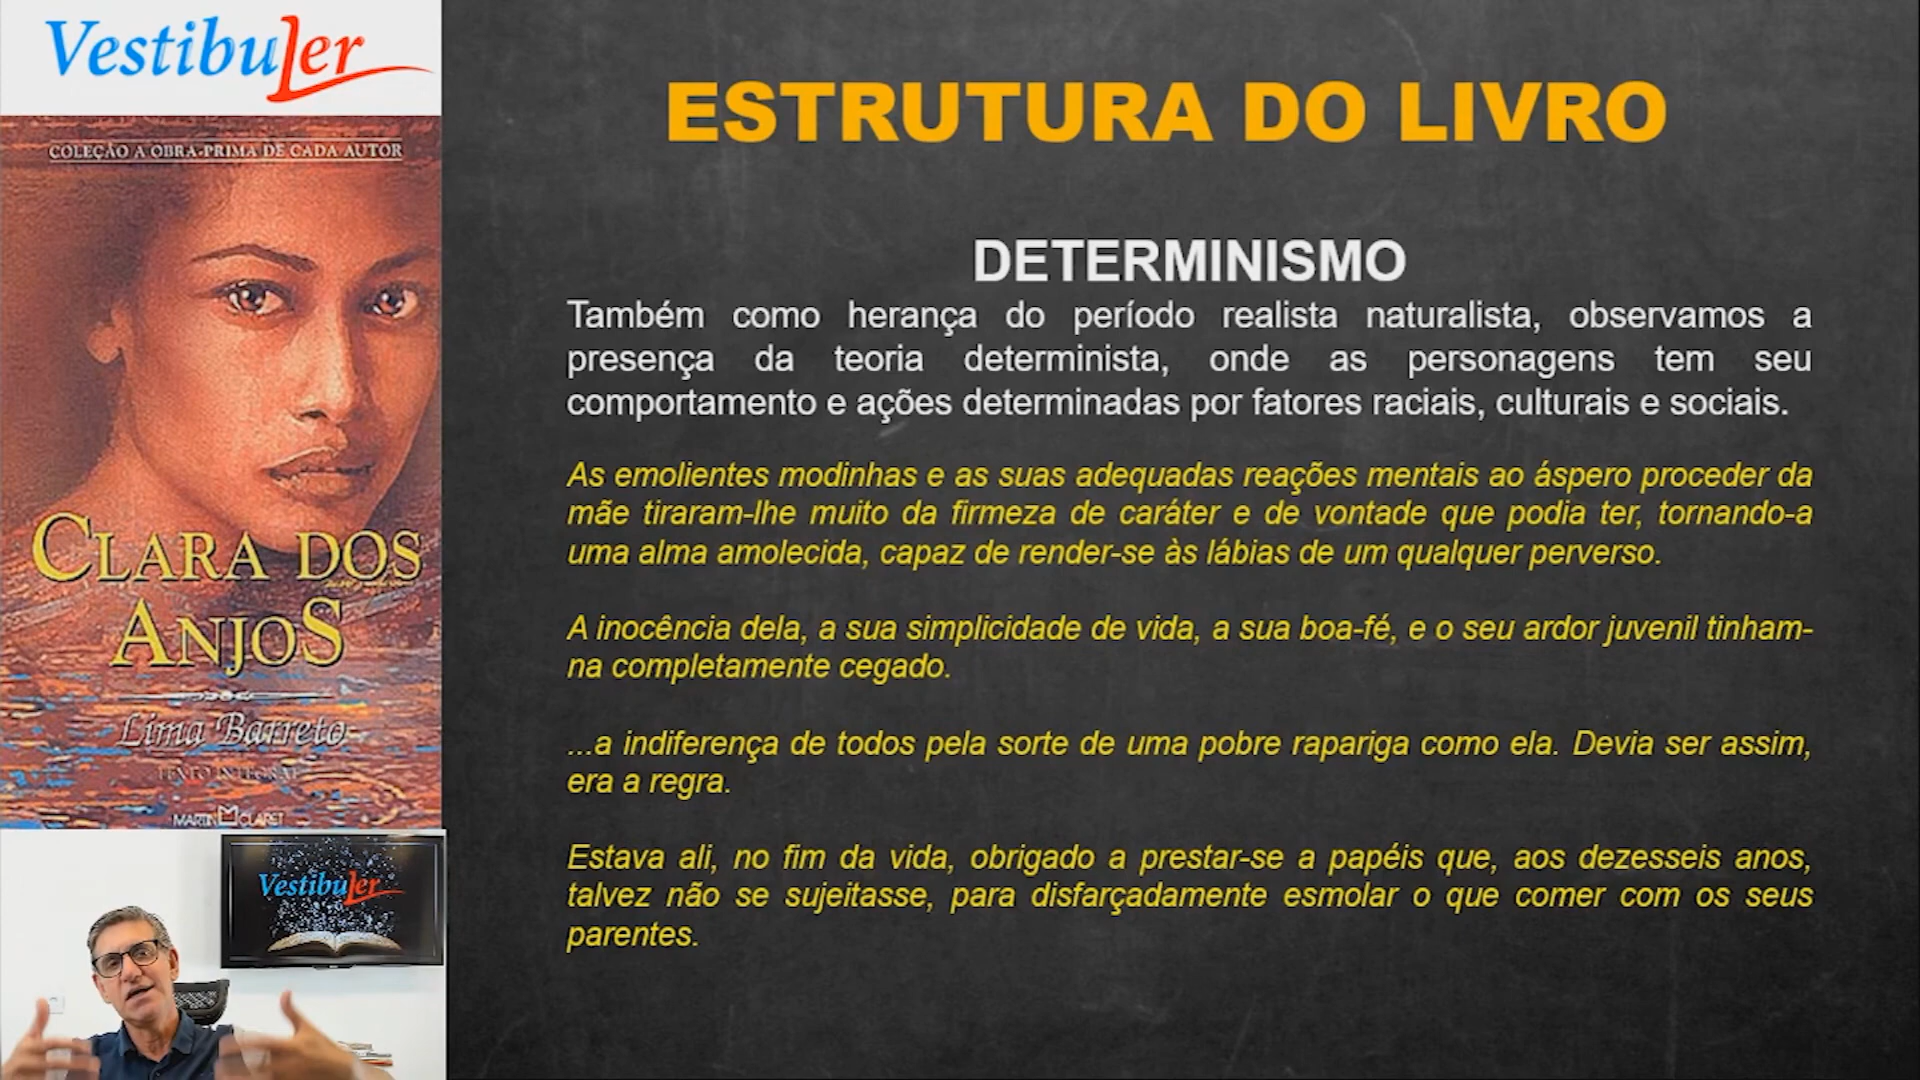 Vestibuler
COLEÇÃO A OBRA-PRIMA DE CADA AUTOR
CLARA DOS
ANJOS
Lima Barreto
TEXTO INTEGRAL
MARTIN CLARET
Vestibuler
ESTRUTURA DO LIVRO
DETERMINISMO
Também como herança do período realista naturalista, observamos a
presença da teoria determinista, onde as personagens tem seu
comportamento e ações determinadas por fatores raciais, culturais e sociais.
As emolientes modinhas e as suas adequadas reações mentais ao áspero proceder da
mãe tiraram-lhe muito da firmeza de caráter e de vontade que podia ter, tornando-a
uma alma amolecida, capaz de render-se às lábias de um qualquer perverso.
A inocência dela, a sua simplicidade de vida, a sua boa-fé, e o seu ardor juvenil tinham-
na completamente cegado.
...a indiferença de todos pela sorte de uma pobre rapariga como ela. Devia ser assim,
era a regra.
Estava ali, no fim da vida, obrigado a prestar-se a papéis que, aos dezesseis anos,
talvez não se sujeitasse, para disfarçadamente esmolar o que comer com os seus
parentes.